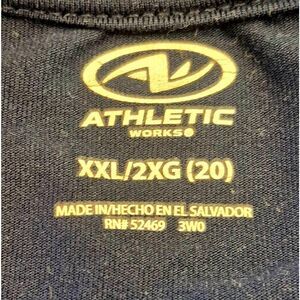 ATHLETIC
WORKS
XXL/2XG (20)
MADE IN/HECHO EN EL SALVADOR
RN# 52469 3W0